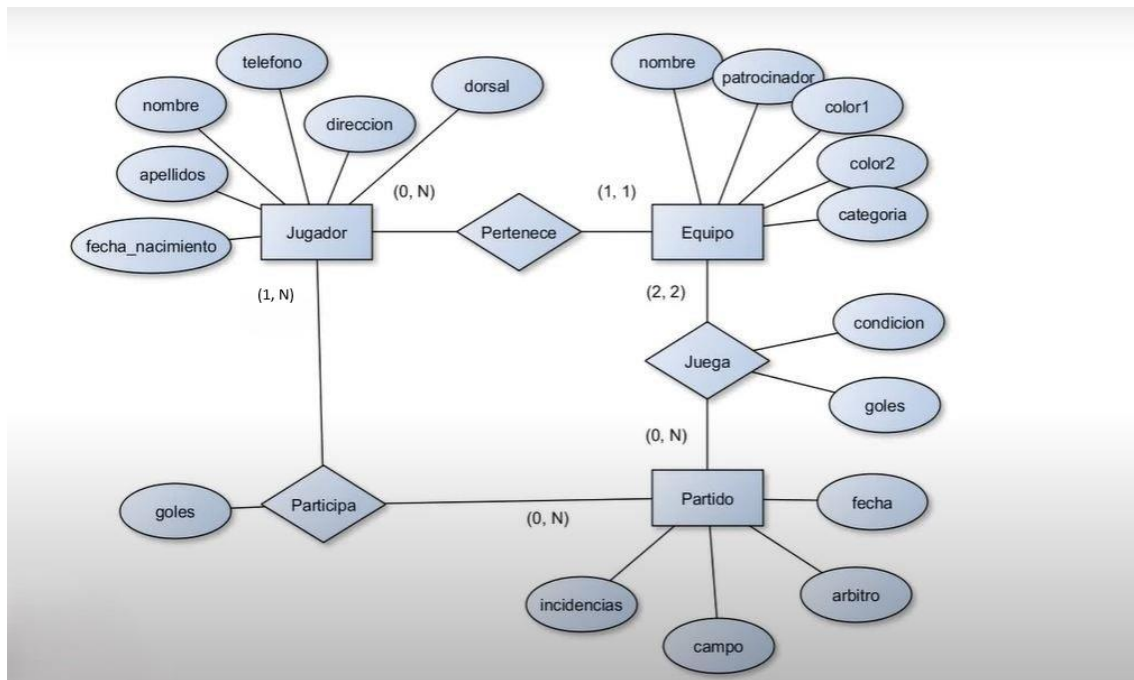 telefono
nombre
patrocinador
dorsal
nombre
color1
direccion
color2
apellidos
(0, N)
(1, 1)
categoria
Jugador
Pertenece
Equipo
fecha_nacimiento
(1, N)
(2, 2)
condicion
Juega
goles
(0, N)
Participa
Partido
fecha
goles
(0, N)
incidencias
arbitro
campo